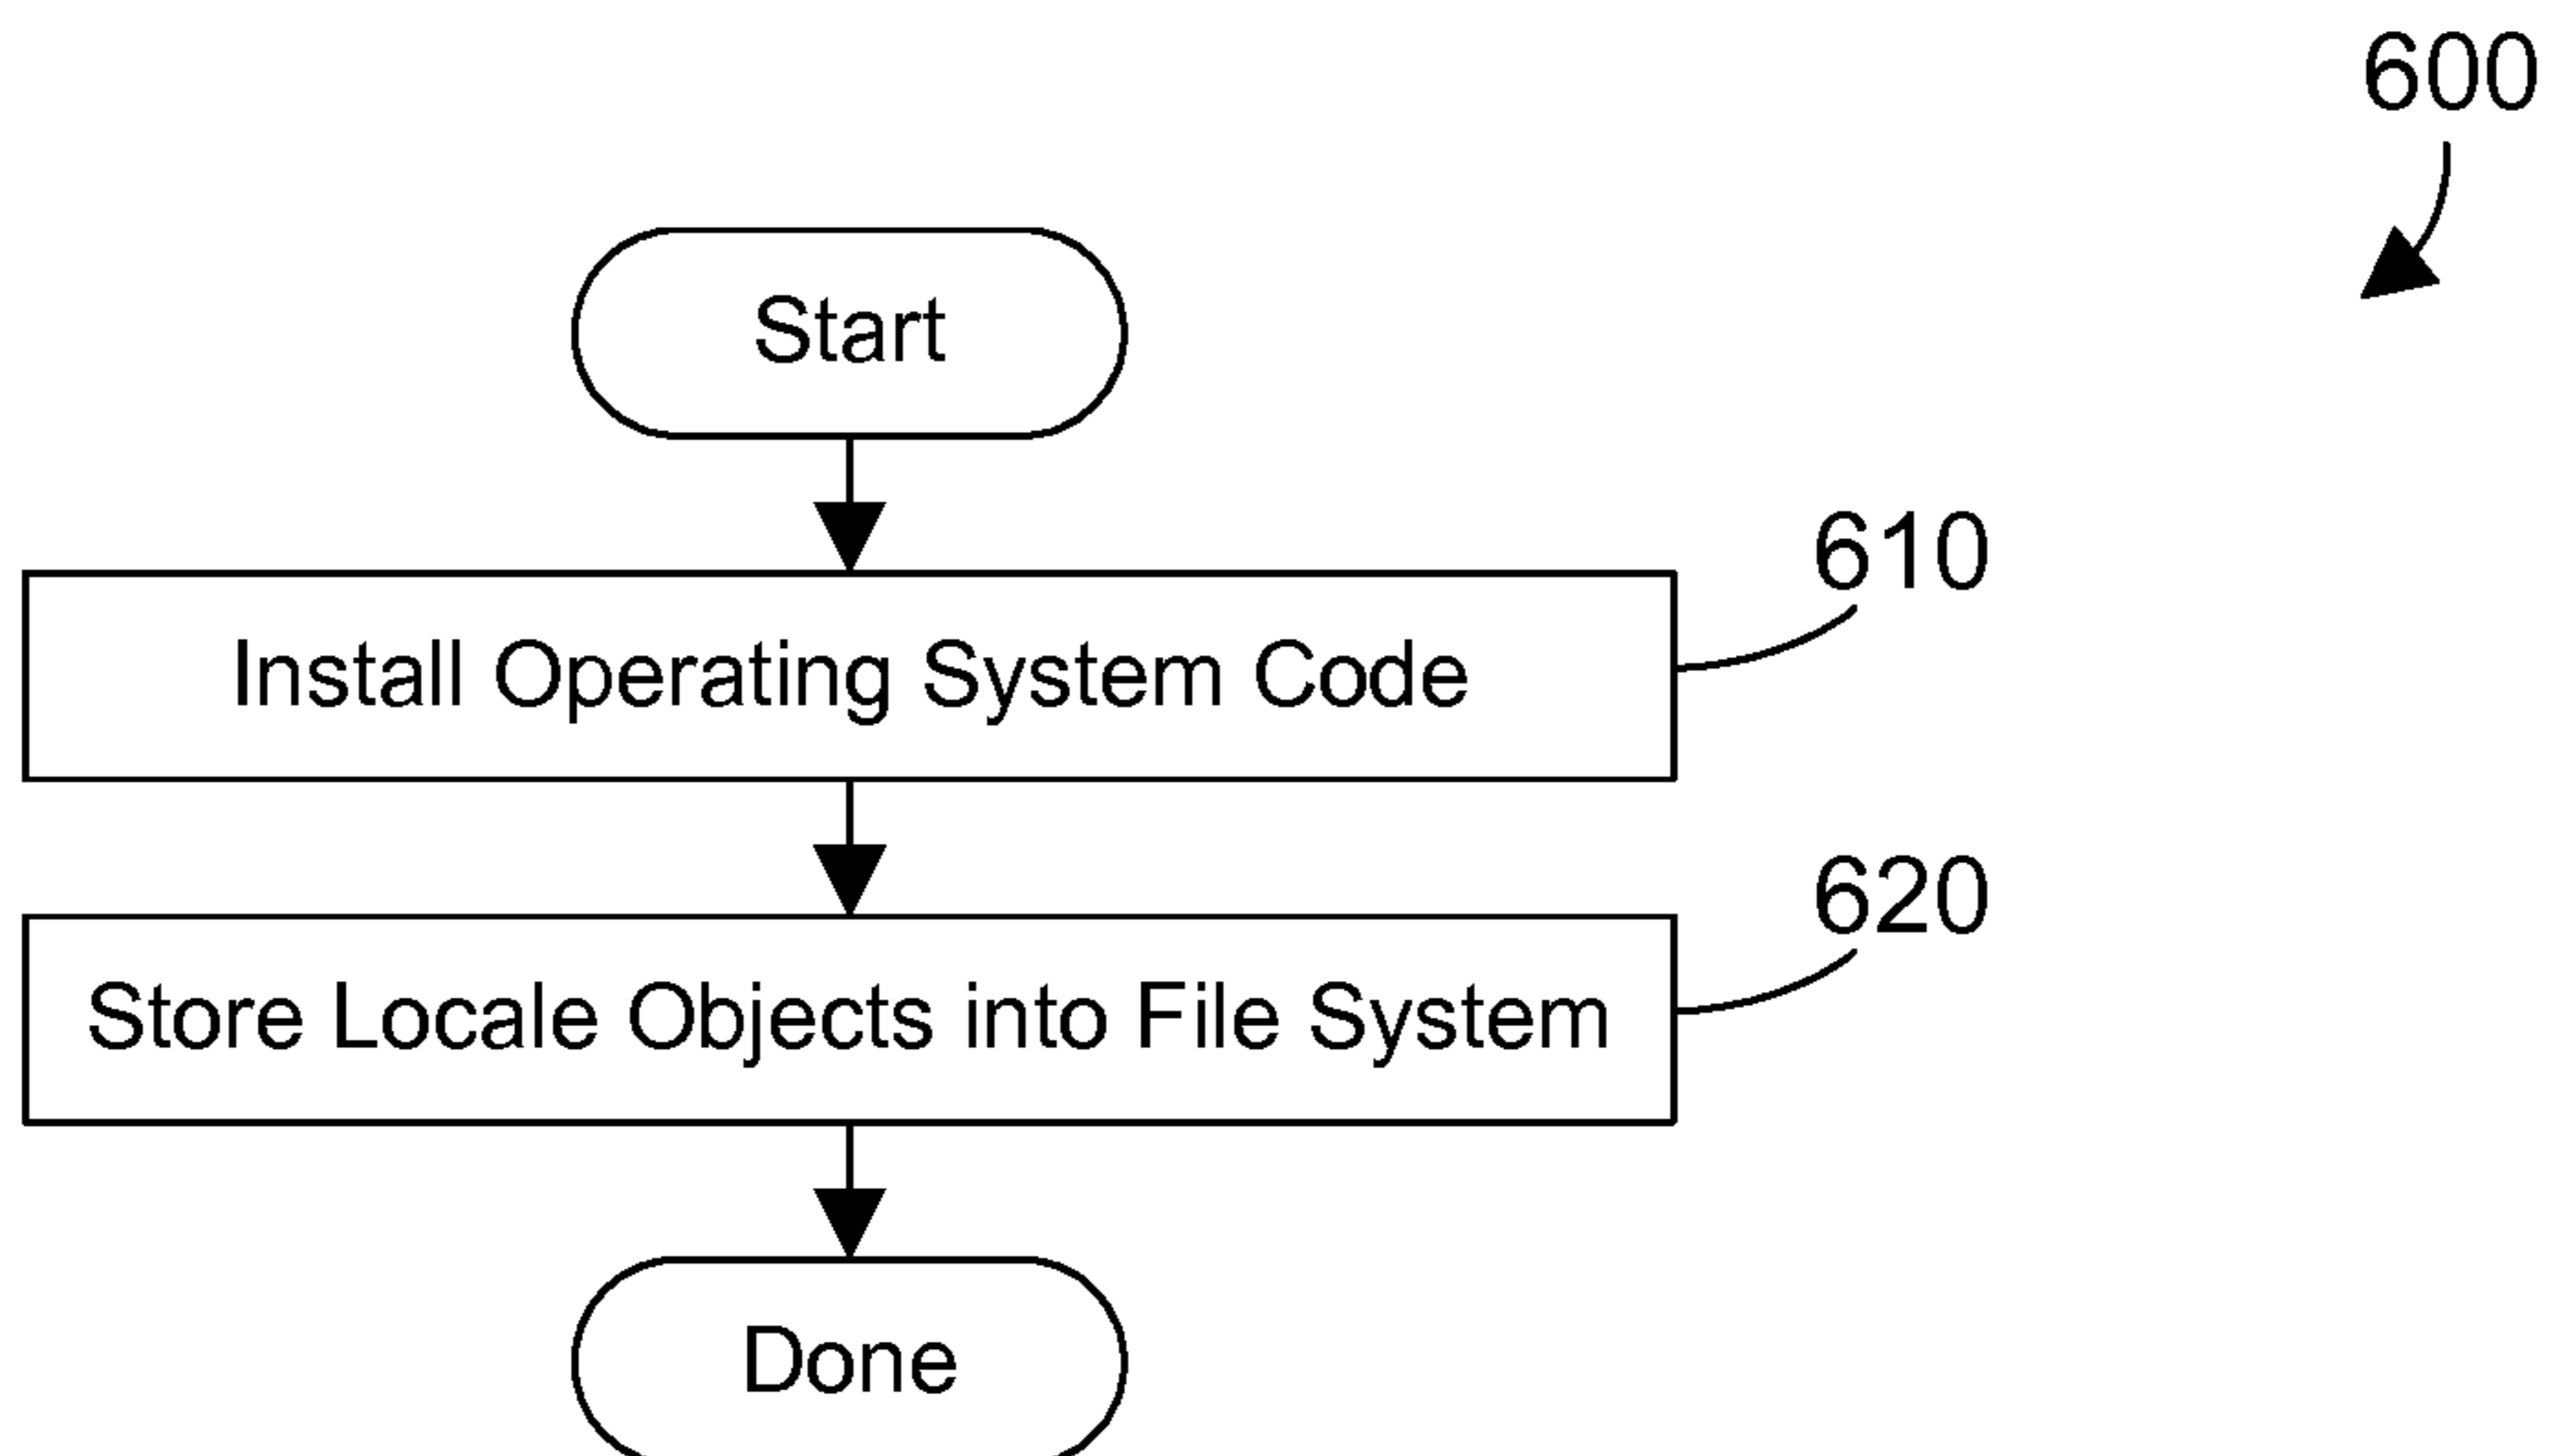 600
Start
610
Install Operating System Code
620
Store Locale Objects into File System
Done